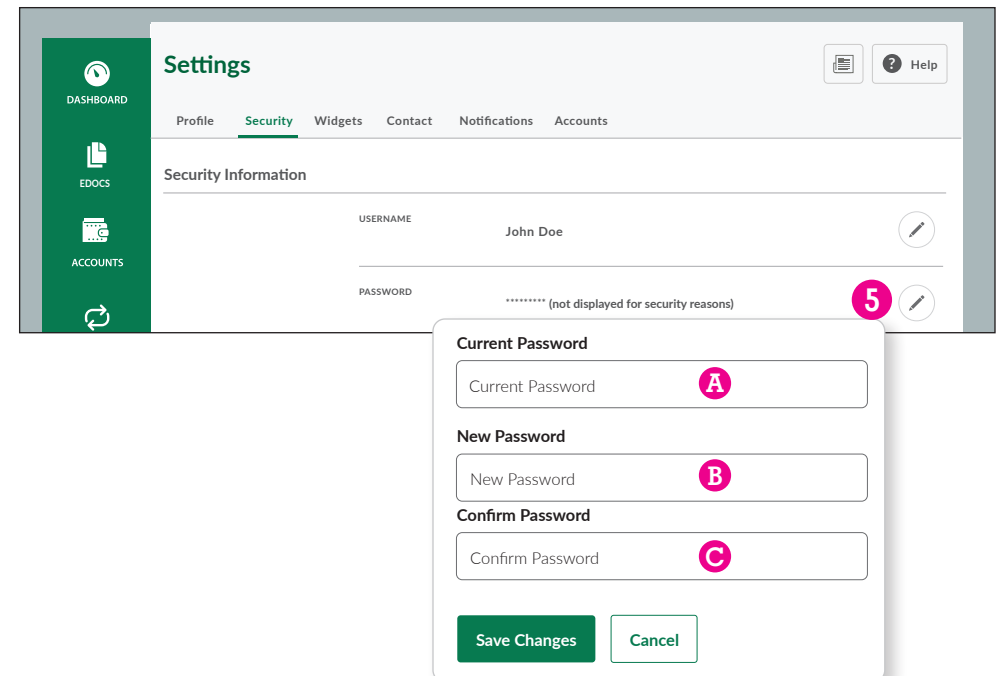 Settings
Help
DASHBOARD
Profile Security Widgets Contact Notifications Accounts
EDOCS
Security Information
USERNAME
John Doe
ACCOUNTS
PASSWORD
********* (not displayed for security reasons)
5
Current Password
Current Password
A
New Password
New Password
B
Confirm Password
Confirm Password
C
Save Changes
Cancel